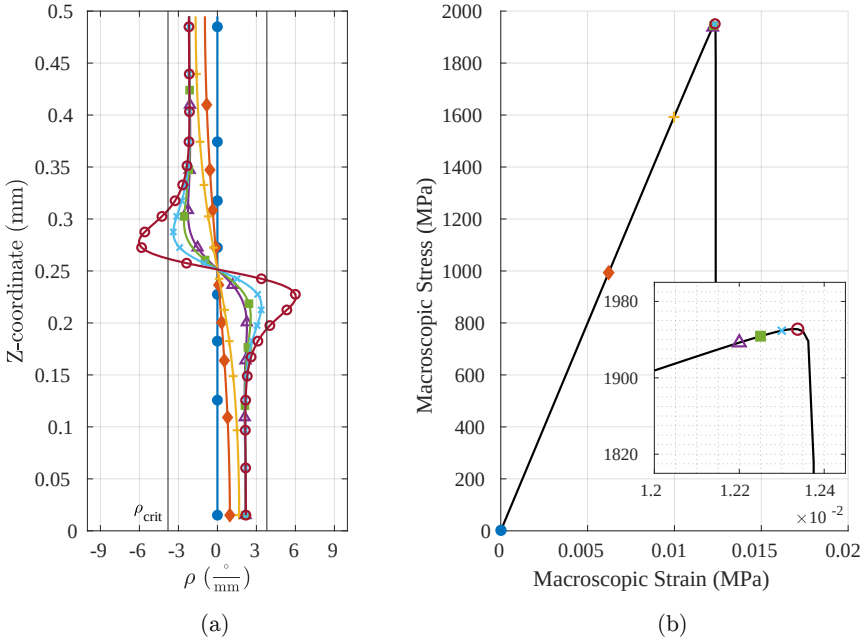 0.5
0.45
0.4
0.35
0.3
0.25
0.2
0.15
0.1
0.05
0
Z-coordinate (mm)
ρcrit
-9 -6 -3 0 3 6 9
ρ (°/mm)
(a)
2000
1800
1600
1400
1200
1000
800
600
400
200
0
Macroscopic Stress (MPa)
1980
1900
1820
1.2 1.22 1.24
×10 -2
0 0.005 0.01 0.015 0.02
Macroscopic Strain (MPa)
(b)